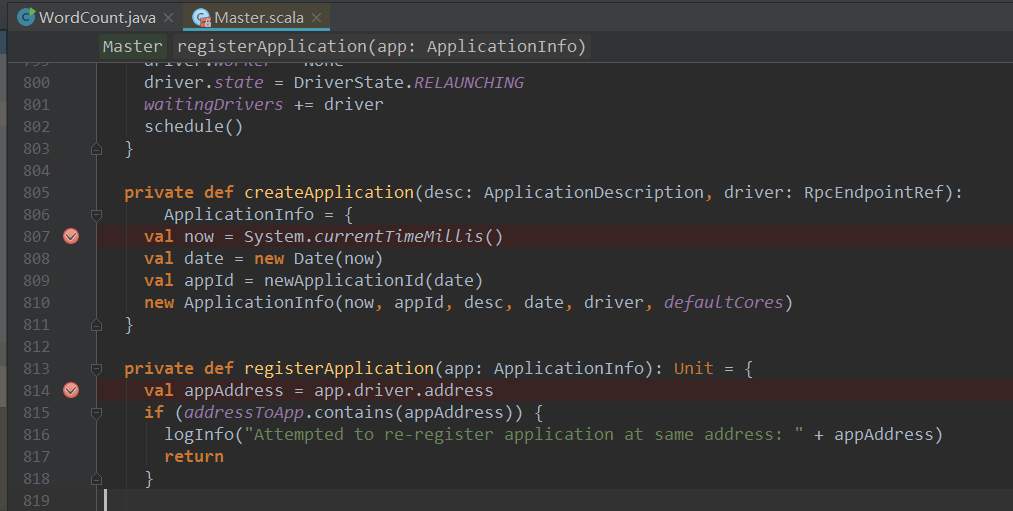 WordCount.java Master.scala
Master registerApplication(app: ApplicationInfo)
800 driver.state = DriverState.RELAUNCHING
801 waitingDrivers += driver
802 schedule()
803 }
804
805 private def createApplication(desc: ApplicationDescription, driver: RpcEndpointRef):
806 ApplicationInfo = {
807 val now = System.currentTimeMillis()
808 val date = new Date(now)
809 val appId = newApplicationId(date)
810 new ApplicationInfo(now, appId, desc, date, driver, defaultCores)
811 }
812
813 private def registerApplication(app: ApplicationInfo): Unit = {
814 val appAddress = app.driver.address
815 if (addressToApp.contains(appAddress)) {
816 logInfo("Attempted to re-register application at same address: " + appAddress)
817 return
818 }
819